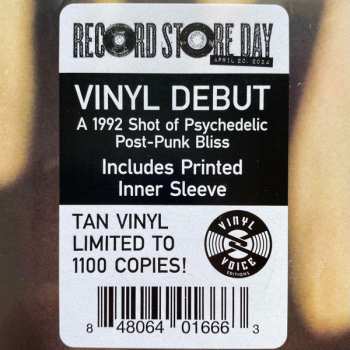 RECORD STORE DAY
APRIL 20, 2024
VINYL DEBUT
A 1992 Shot of Psychedelic
Post-Punk Bliss
Includes Printed
Inner Sleeve
TAN VINYL
LIMITED TO
1100 COPIES!
VINYL
VOICE
EDITIONS
8 48064 01666 3